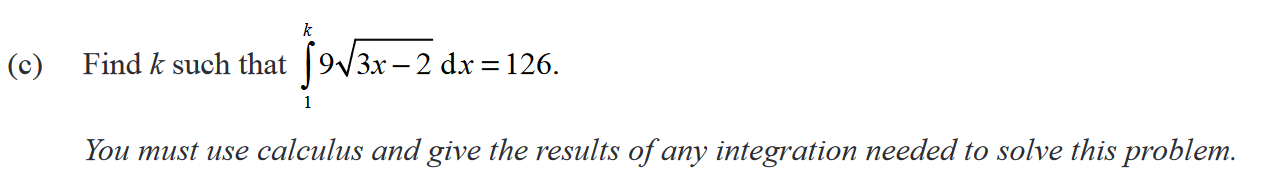 (c) Find k such that ∫₁ᵏ 9√(3x – 2) dx = 126.
You must use calculus and give the results of any integration needed to solve this problem.